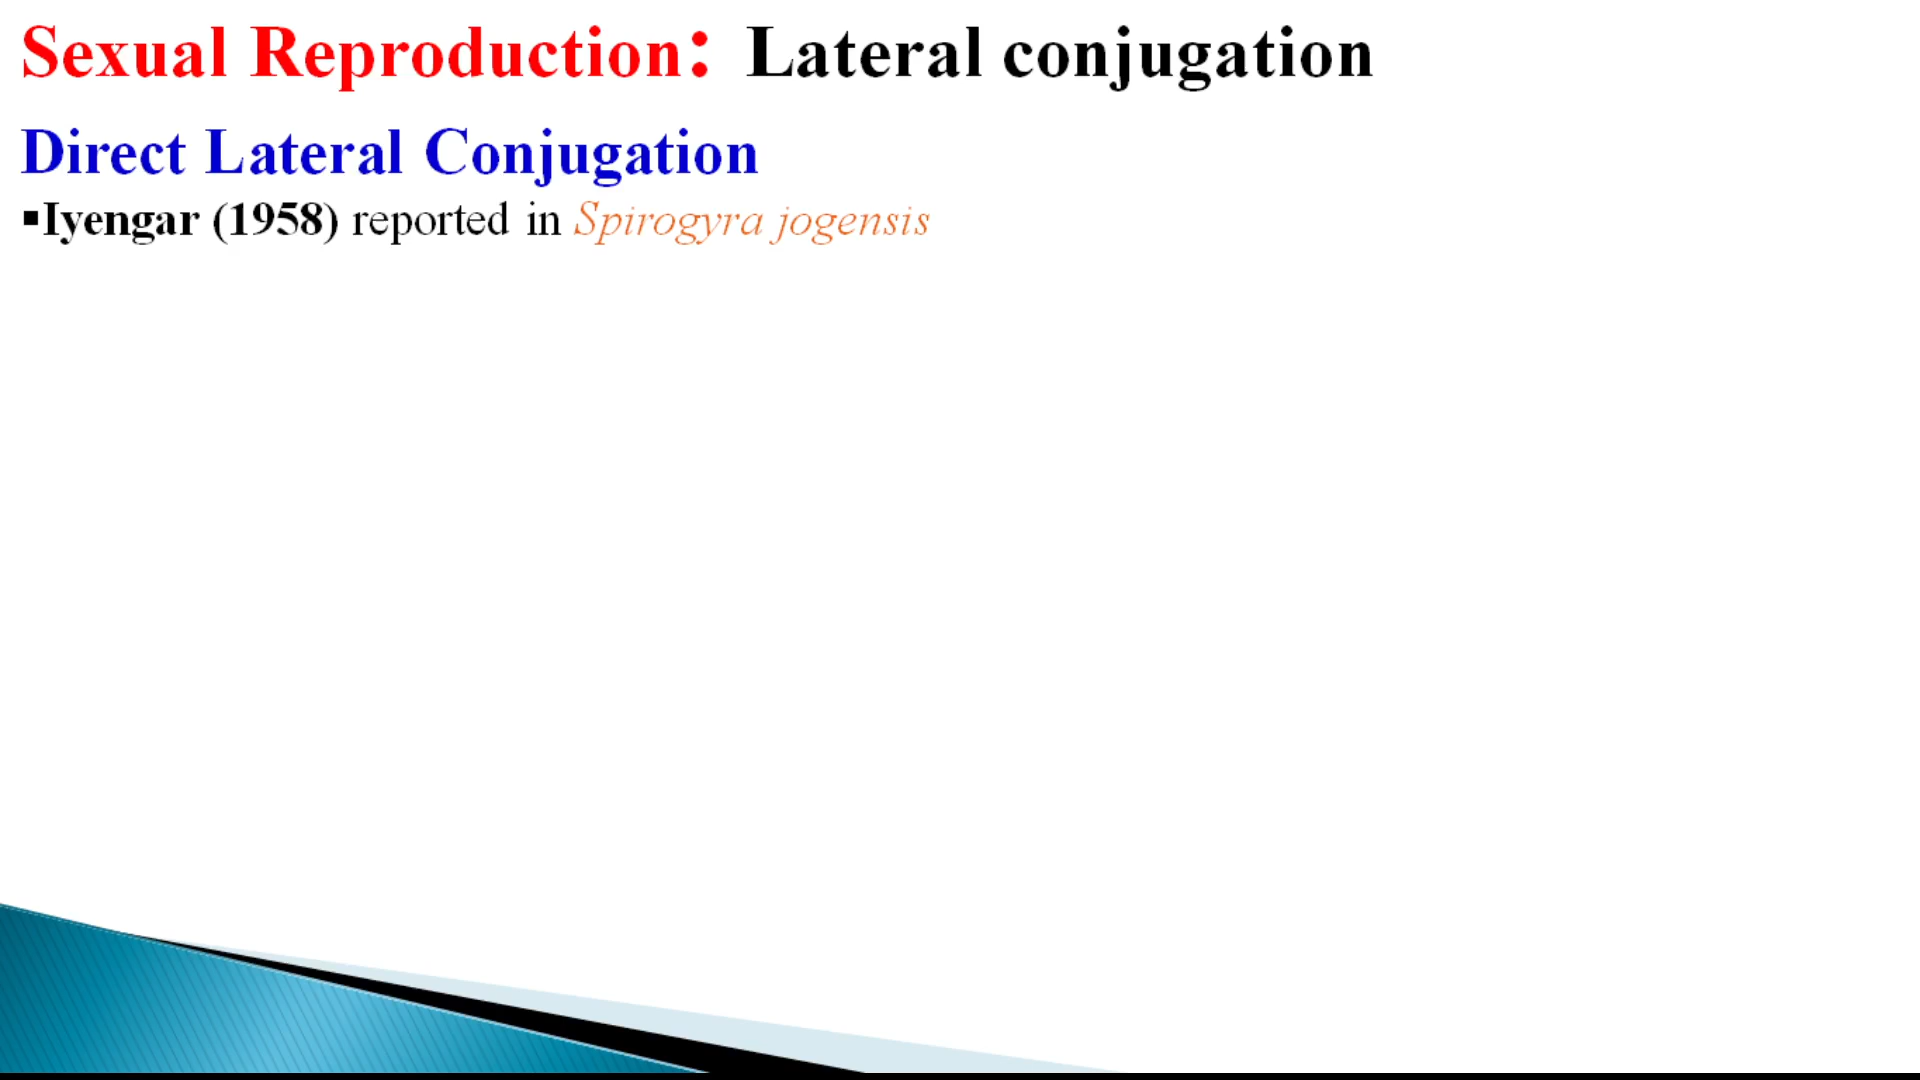 Sexual Reproduction: Lateral conjugation
Direct Lateral Conjugation
▪Iyengar (1958) reported in Spirogyra jogensis